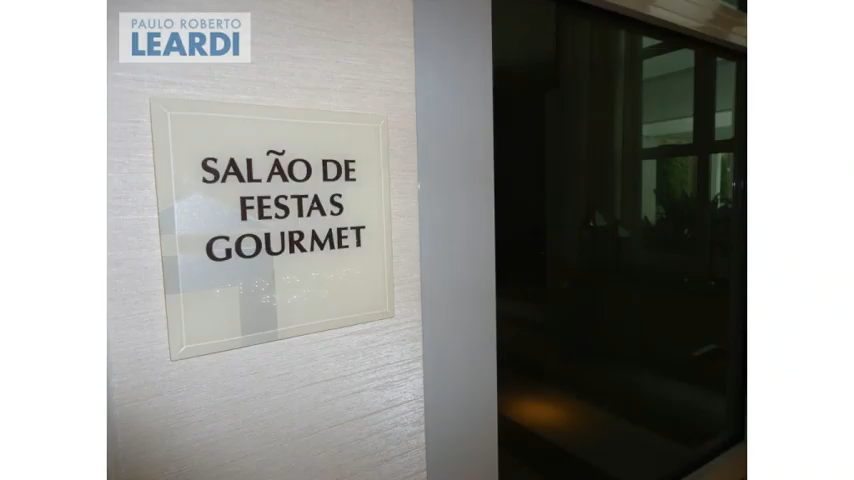 PAULO ROBERTO
LEARDI
SALÃO DE
FESTAS
GOURMET